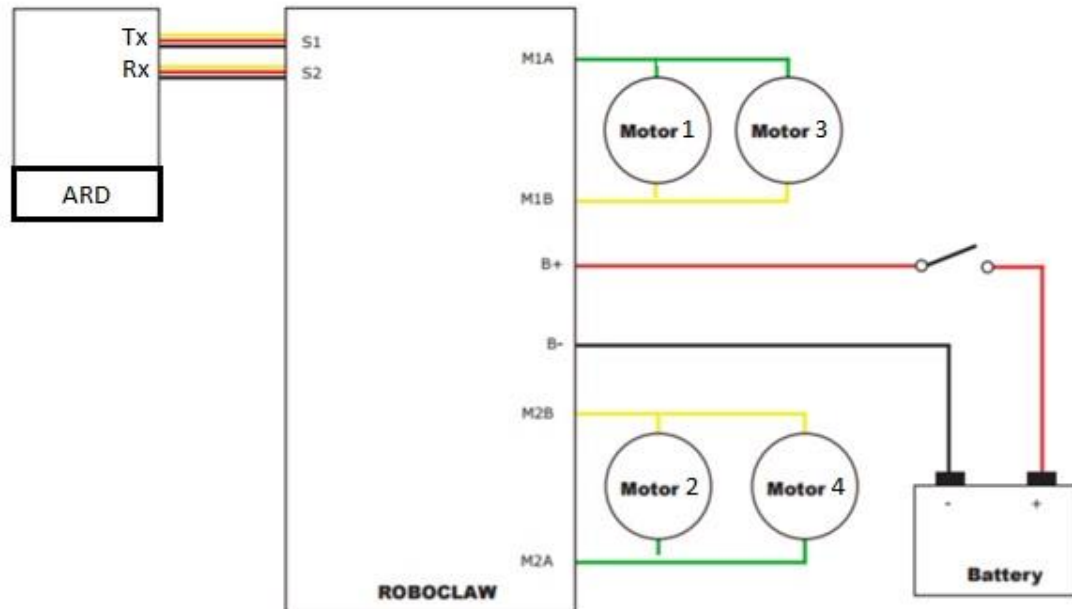 Tx
Rx
ARD
S1
S2
M1A
M1B
B+
B-
M2B
M2A
ROBOCLAW
Motor 1
Motor 3
Motor 2
Motor 4
- +
Battery